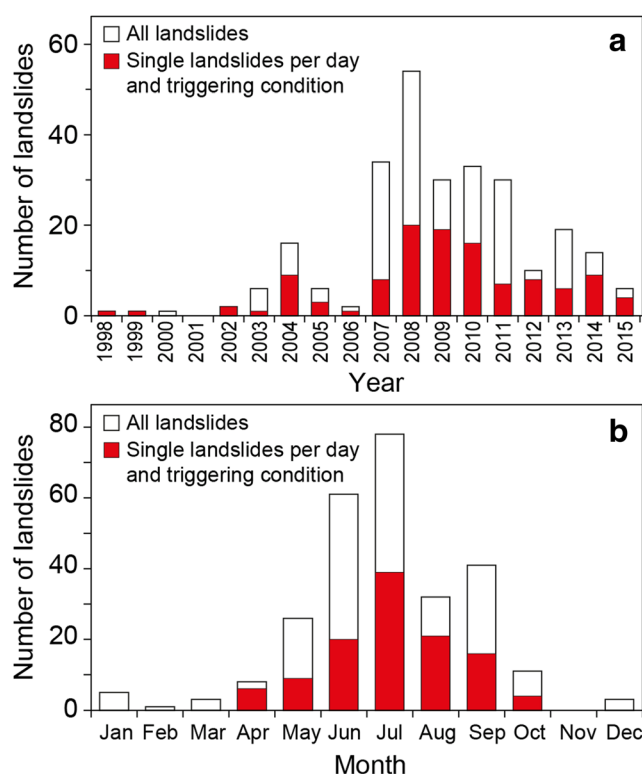 a
All landslides
Single landslides per day
and triggering condition
Number of landslides
60
40
20
0
1998 1999 2000 2001 2002 2003 2004 2005 2006 2007 2008 2009 2010 2011 2012 2013 2014 2015
Year
b
All landslides
Single landslides per day
and triggering condition
Number of landslides
80
60
40
20
0
Jan Feb Mar Apr May Jun Jul Aug Sep Oct Nov Dec
Month